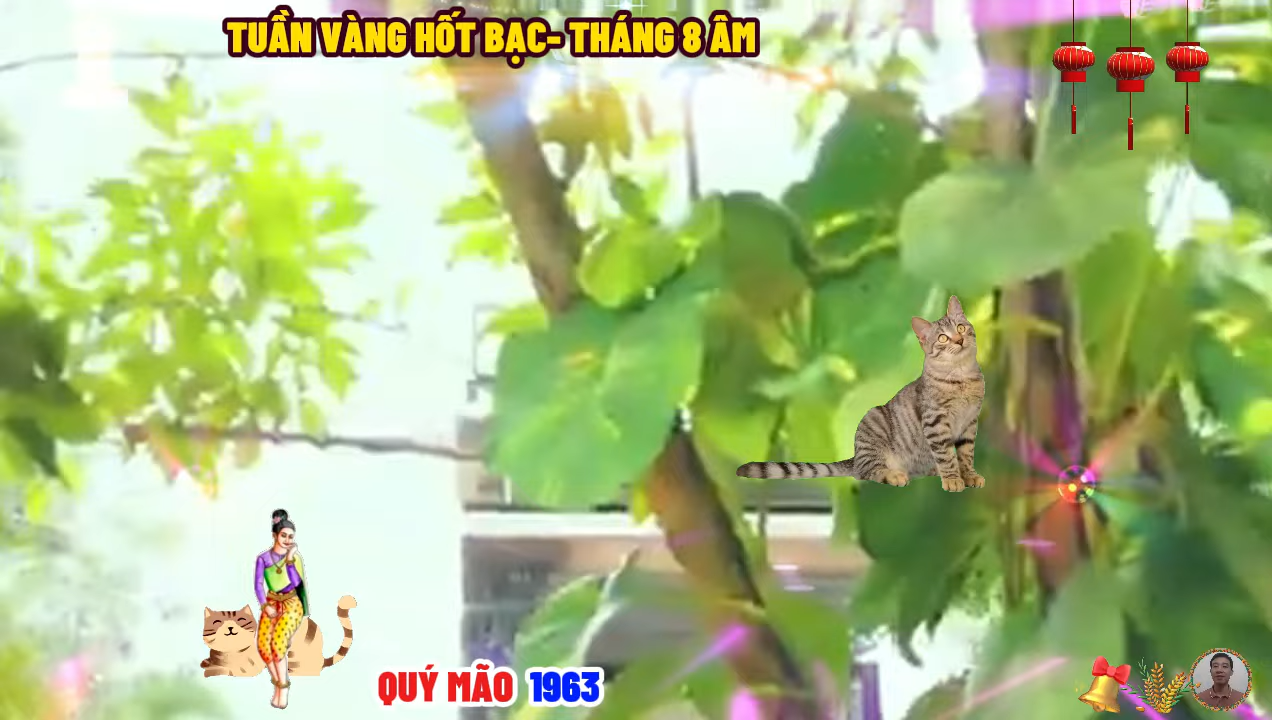 TUẦN VÀNG HỐT BẠC- THÁNG 8 ÂM
QUÝ MÃO 1963